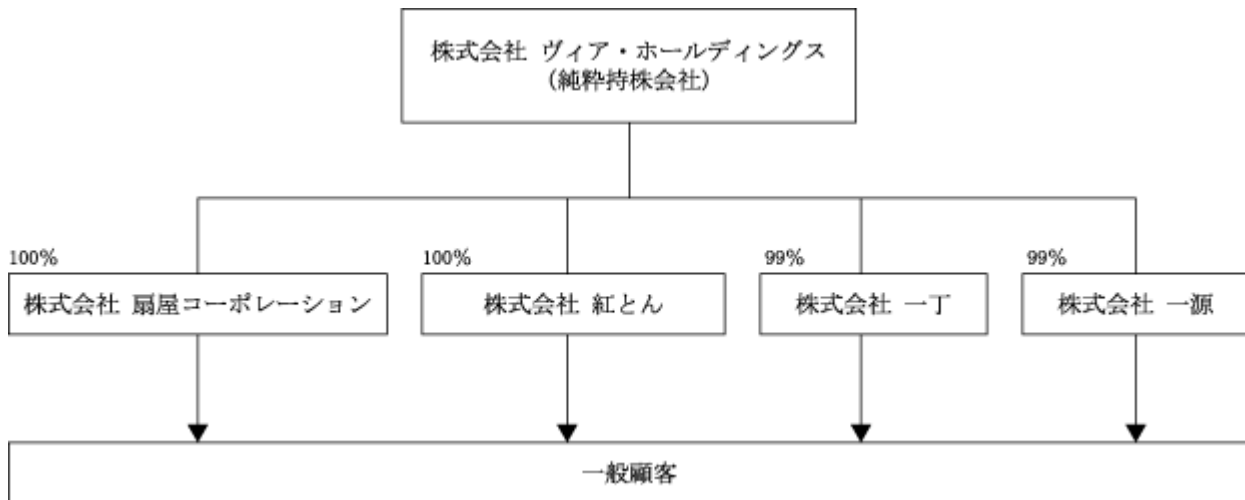 株式会社 ヴィア・ホールディングス
(純粋持株会社)
100%
100%
99%
99%
株式会社 扇屋コーポレーション
株式会社 紅とん
株式会社 一丁
株式会社 一源
一般顧客